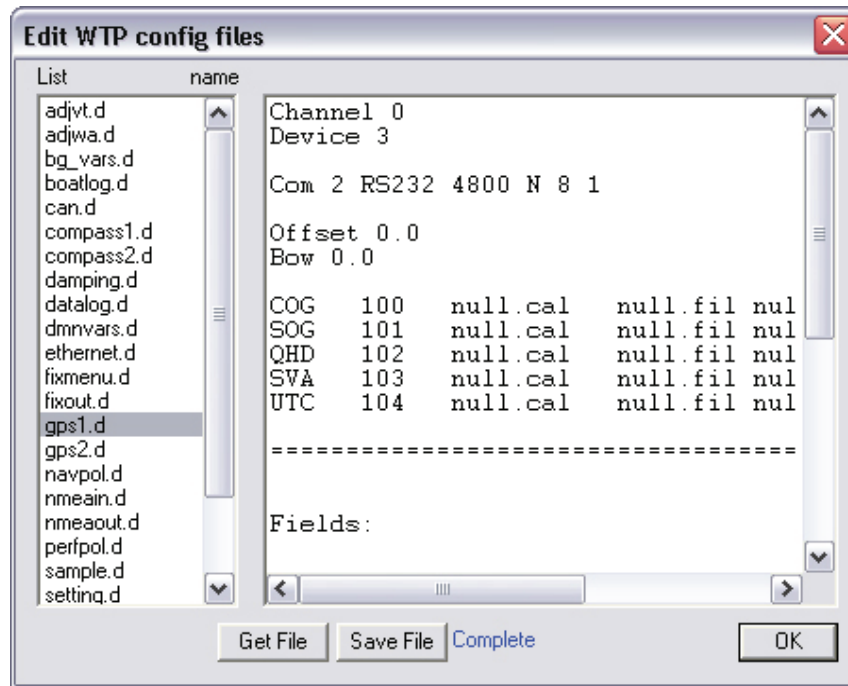 Edit WTP config files
List name
adjvt.d
adjwa.d
bg_vars.d
boatlog.d
can.d
compass1.d
compass2.d
damping.d
datalog.d
dmnvars.d
ethernet.d
fixmenu.d
fixout.d
gps1.d
gps2.d
navpol.d
nmeain.d
nmeaout.d
perfpol.d
sample.d
setting.d
Channel 0
Device 3
Com 2 RS232 4800 N 8 1
Offset 0.0
Bow 0.0
COG 100 null.cal null.fil nul
SOG 101 null.cal null.fil nul
QHD 102 null.cal null.fil nul
SVA 103 null.cal null.fil nul
UTC 104 null.cal null.fil nul
===================================
Fields:
Get File Save File Complete OK